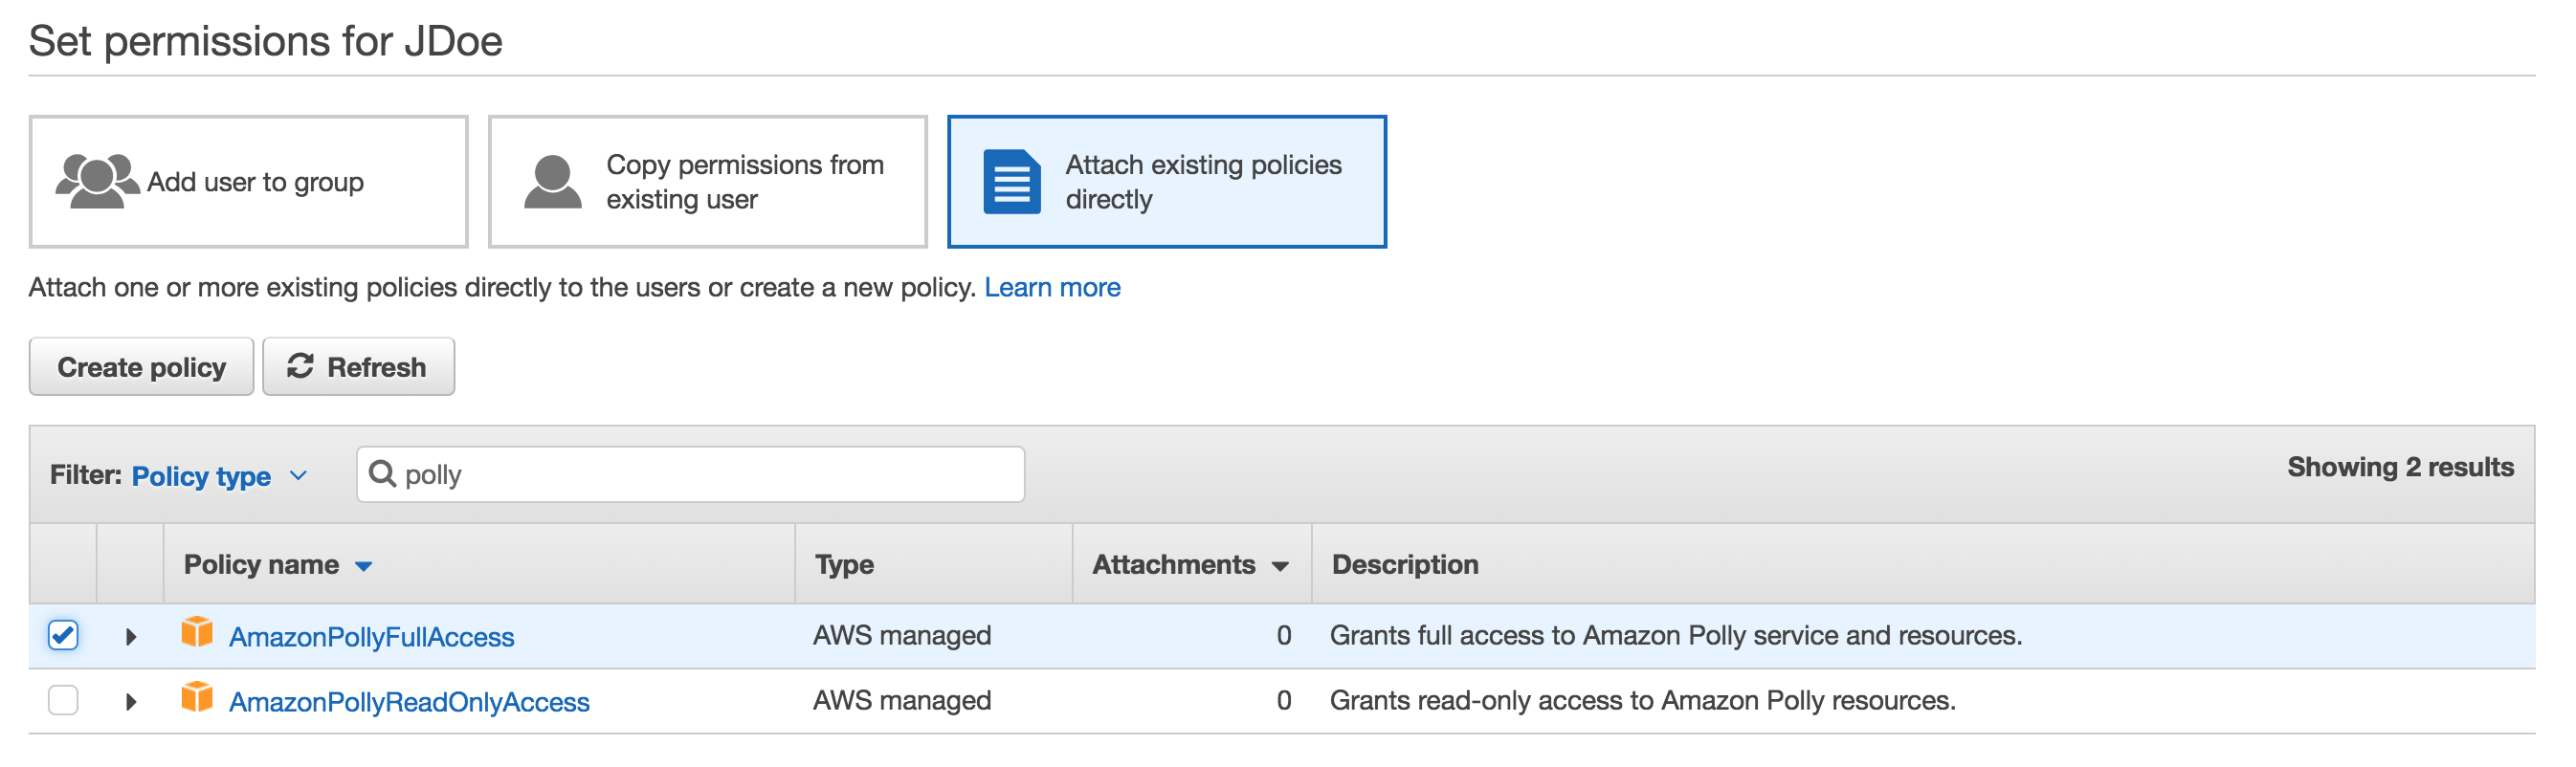 Set permissions for JDoe
Add user to group
Copy permissions from
existing user
Attach existing policies
directly
Attach one or more existing policies directly to the users or create a new policy. Learn more
Create policy
Refresh
Filter: Policy type
polly
Showing 2 results
Policy name Type Attachments Description
AmazonPollyFullAccess AWS managed 0 Grants full access to Amazon Polly service and resources.
AmazonPollyReadOnlyAccess AWS managed 0 Grants read-only access to Amazon Polly resources.